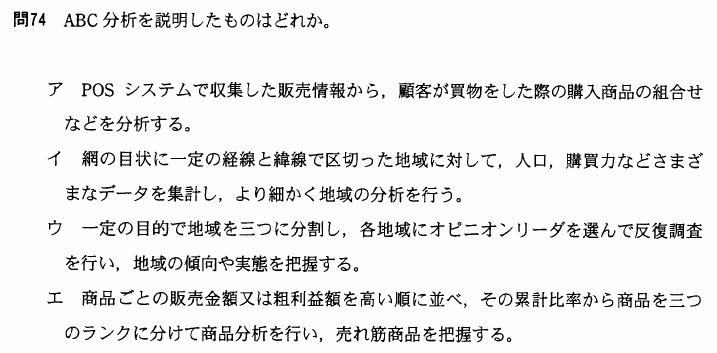 問74 ABC 分析を説明したものはどれか。
ア POS システムで収集した販売情報から，顧客が買物をした際の購入商品の組合せ
などを分析する。
イ 網の目状に一定の経線と緯線で区切った地域に対して，人口，購買力などさまざ
まなデータを集計し，より細かく地域の分析を行う。
ウ 一定の目的で地域を三つに分割し，各地域にオピニオンリーダを選んで反復調査
を行い，地域の傾向や実態を把握する。
エ 商品ごとの販売金額又は粗利益額を高い順に並べ，その累計比率から商品を三つ
のランクに分けて商品分析を行い，売れ筋商品を把握する。